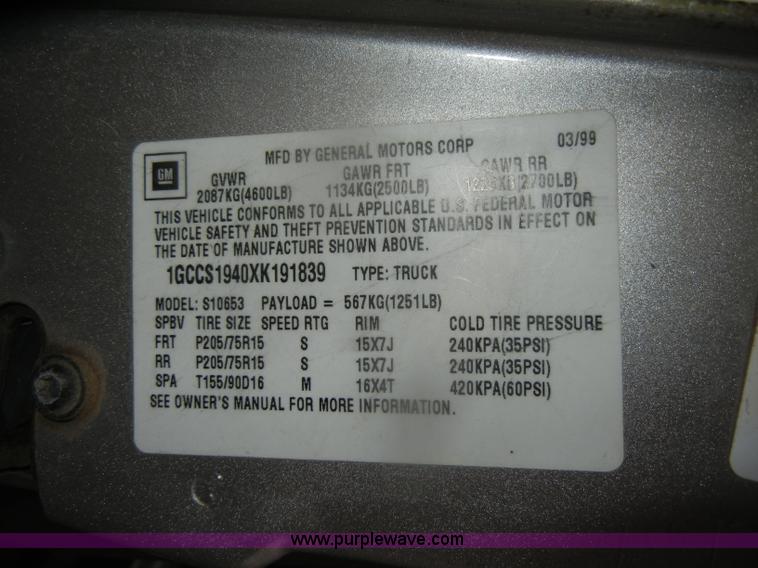 GM
MFD BY GENERAL MOTORS CORP 03/99
GVWR GAWR FRT GAWR RR
2087KG(4600LB) 1134KG(2500LB) 1224KG(2700LB)
THIS VEHICLE CONFORMS TO ALL APPLICABLE U.S. FEDERAL MOTOR
VEHICLE SAFETY AND THEFT PREVENTION STANDARDS IN EFFECT ON
THE DATE OF MANUFACTURE SHOWN ABOVE.
1GCCS1940XK191839 TYPE: TRUCK
MODEL: S10653 PAYLOAD = 567KG(1251LB)
SPBV TIRE SIZE SPEED RTG RIM COLD TIRE PRESSURE
FRT P205/75R15 S 15X7J 240KPA(35PSI)
RR P205/75R15 S 15X7J 240KPA(35PSI)
SPA T155/90D16 M 16X4T 420KPA(60PSI)
SEE OWNER'S MANUAL FOR MORE INFORMATION.
www.purplewave.com